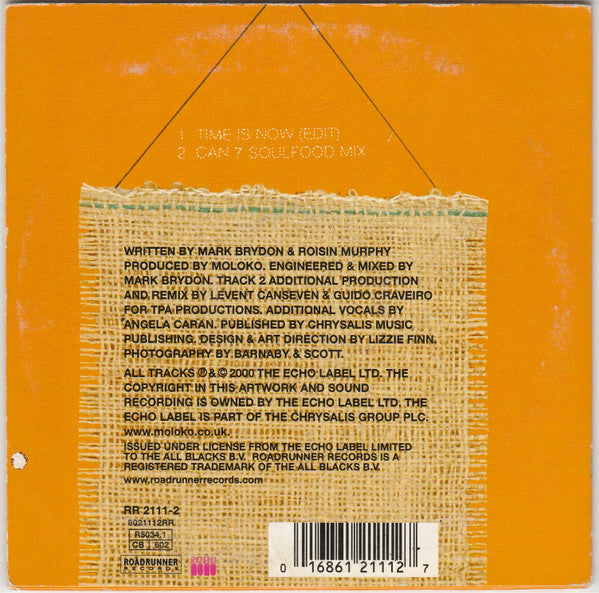 1 TIME IS NOW (EDIT)
2 CAN 7 SOULFOOD MIX
WRITTEN BY MARK BRYDON & ROISIN MURPHY
PRODUCED BY MOLOKO. ENGINEERED & MIXED BY
MARK BRYDON. TRACK 2 ADDITIONAL PRODUCTION
AND REMIX BY LEVENT CANSEVEN & GUIDO CRAVEIRO
FOR TPA PRODUCTIONS. ADDITIONAL VOCALS BY
ANGELA CARAN. PUBLISHED BY CHRYSALIS MUSIC
PUBLISHING. DESIGN & ART DIRECTION BY LIZZIE FINN.
PHOTOGRAPHY BY BARNABY & SCOTT.
ALL TRACKS ℗ & © 2000 THE ECHO LABEL LTD. THE
COPYRIGHT IN THIS ARTWORK AND SOUND
RECORDING IS OWNED BY THE ECHO LABEL LTD. THE
ECHO LABEL IS PART OF THE CHRYSALIS GROUP PLC.
www.moloko.co.uk.
ISSUED UNDER LICENSE FROM THE ECHO LABEL LIMITED
TO THE ALL BLACKS B.V. ROADRUNNER RECORDS IS A
REGISTERED TRADEMARK OF THE ALL BLACKS B.V.
www.roadrunnerrecords.com
RR 2111-2
8021112RR
R5034.1
CB 602
ROADRUNNER
RECORDS
ECHO
0 16861 21112 7